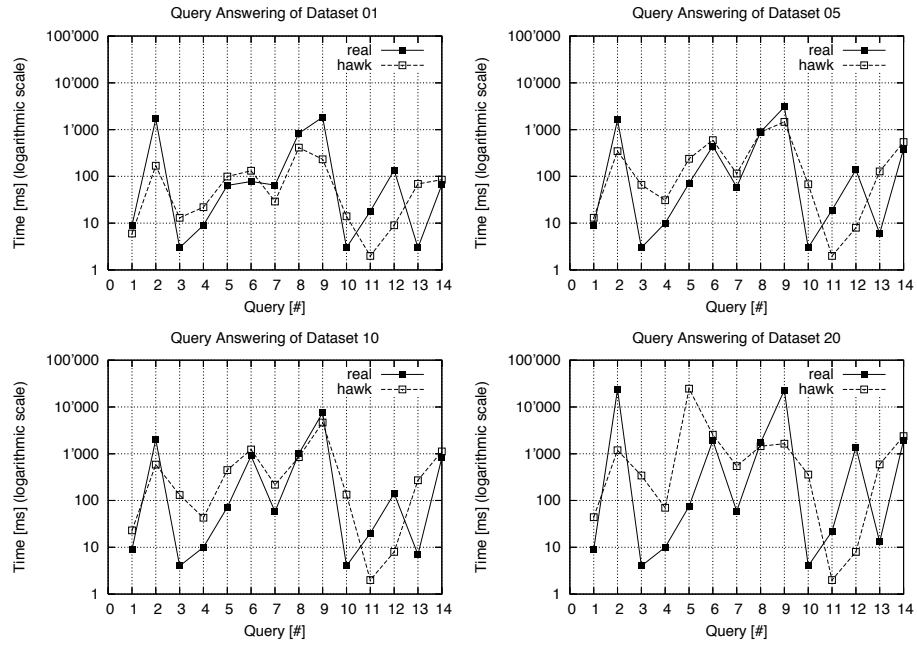 Query Answering of Dataset 01
Time [ms] (logarithmic scale)
100'000
10'000
1'000
100
10
1
real
hawk
0 1 2 3 4 5 6 7 8 9 10 11 12 13 14
Query [#]
Query Answering of Dataset 05
Time [ms] (logarithmic scale)
100'000
10'000
1'000
100
10
1
real
hawk
0 1 2 3 4 5 6 7 8 9 10 11 12 13 14
Query [#]
Query Answering of Dataset 10
Time [ms] (logarithmic scale)
100'000
10'000
1'000
100
10
1
real
hawk
0 1 2 3 4 5 6 7 8 9 10 11 12 13 14
Query [#]
Query Answering of Dataset 20
Time [ms] (logarithmic scale)
100'000
10'000
1'000
100
10
1
real
hawk
0 1 2 3 4 5 6 7 8 9 10 11 12 13 14
Query [#]